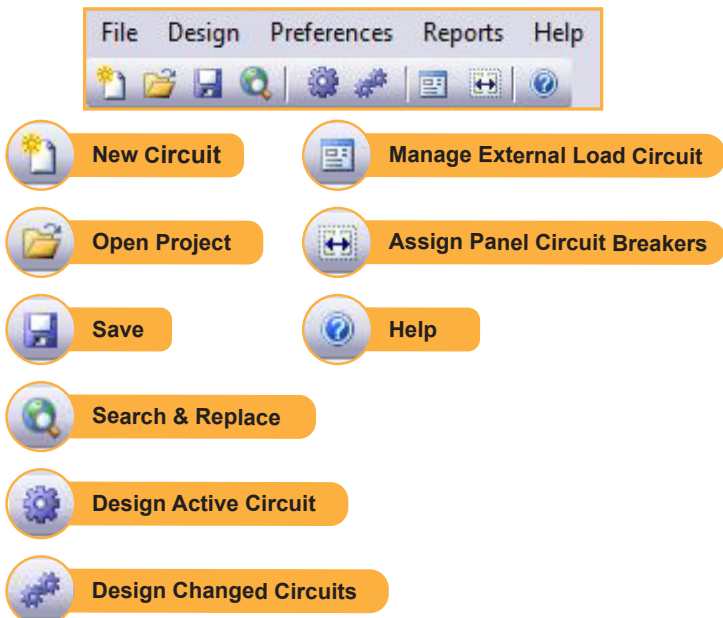 File Design Preferences Reports Help
New Circuit
Manage External Load Circuit
Open Project
Assign Panel Circuit Breakers
Save
Help
Search & Replace
Design Active Circuit
Design Changed Circuits